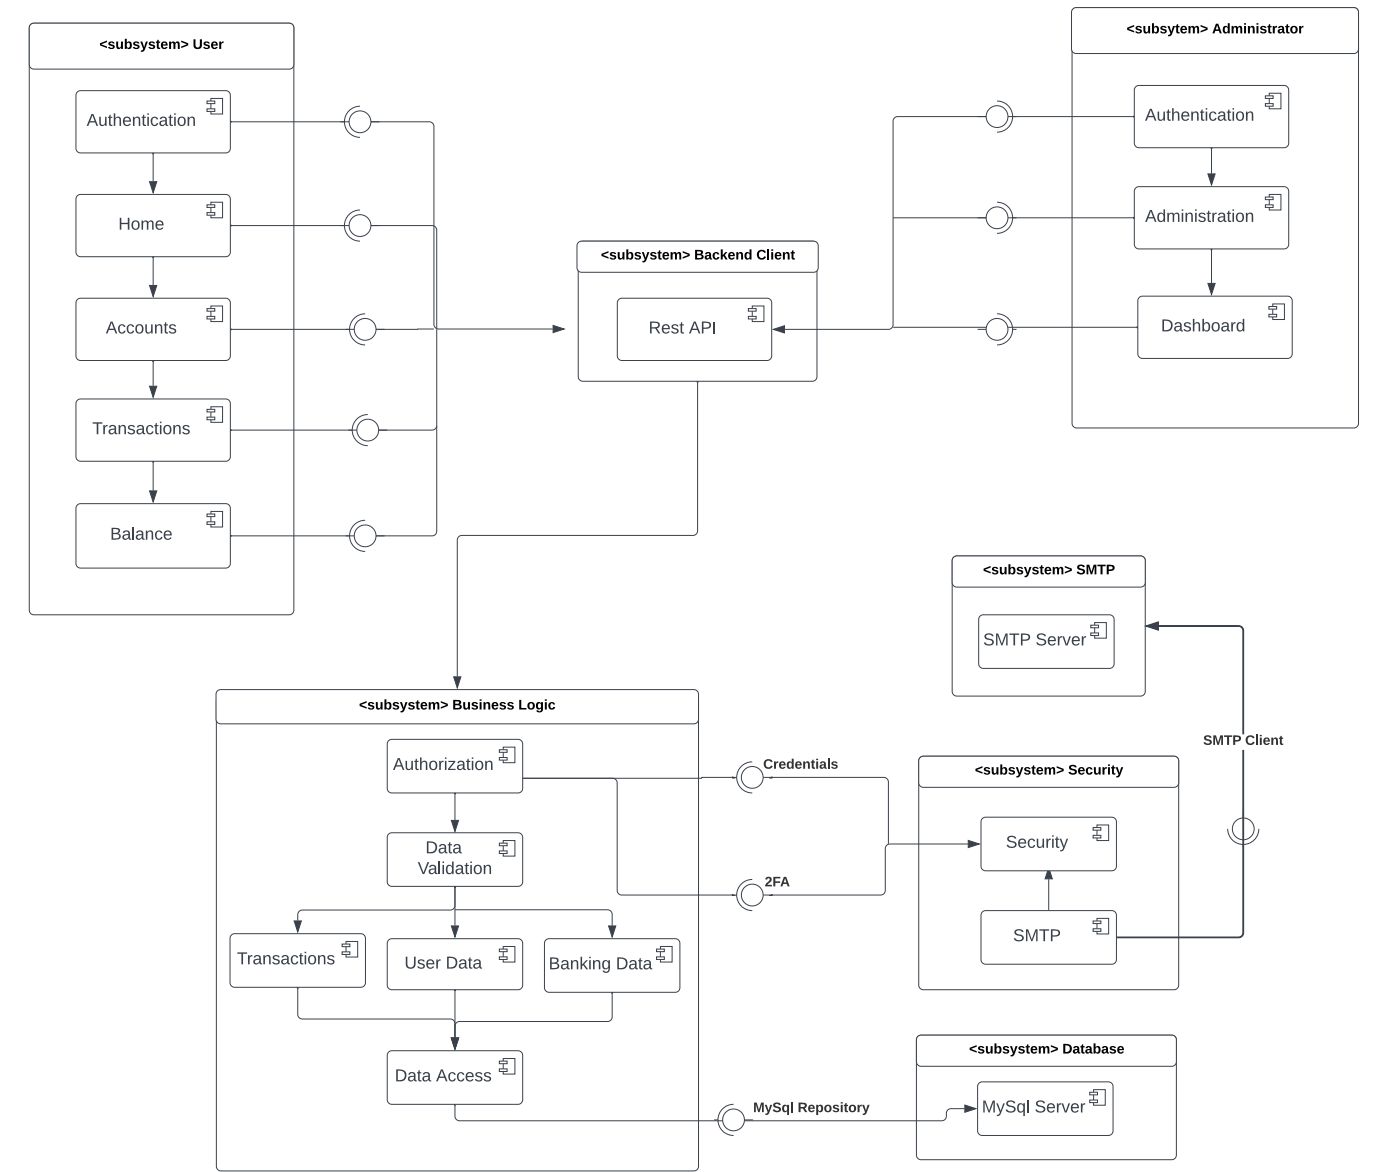 <subsystem> User
Authentication
Home
Accounts
Transactions
Balance
<subsystem> Backend Client
Rest API
<subsytem> Administrator
Authentication
Administration
Dashboard
<subsystem> SMTP
SMTP Server
SMTP Client
<subsystem> Business Logic
Authorization
Data
Validation
Transactions
User Data
Banking Data
Data Access
Credentials
2FA
<subsystem> Security
Security
SMTP
MySql Repository
<subsystem> Database
MySql Server